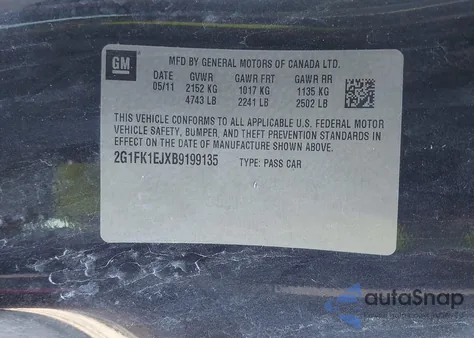 GM
MFD BY GENERAL MOTORS OF CANADA LTD.
DATE GVWR GAWR FRT GAWR RR
05/11 2152 KG 1017 KG 1135 KG
4743 LB 2241 LB 2502 LB
THIS VEHICLE CONFORMS TO ALL APPLICABLE U.S. FEDERAL MOTOR
VEHICLE SAFETY, BUMPER, AND THEFT PREVENTION STANDARDS IN
EFFECT ON THE DATE OF MANUFACTURE SHOWN ABOVE.
2G1FK1EJXB9199135 TYPE: PASS CAR
autoSnap